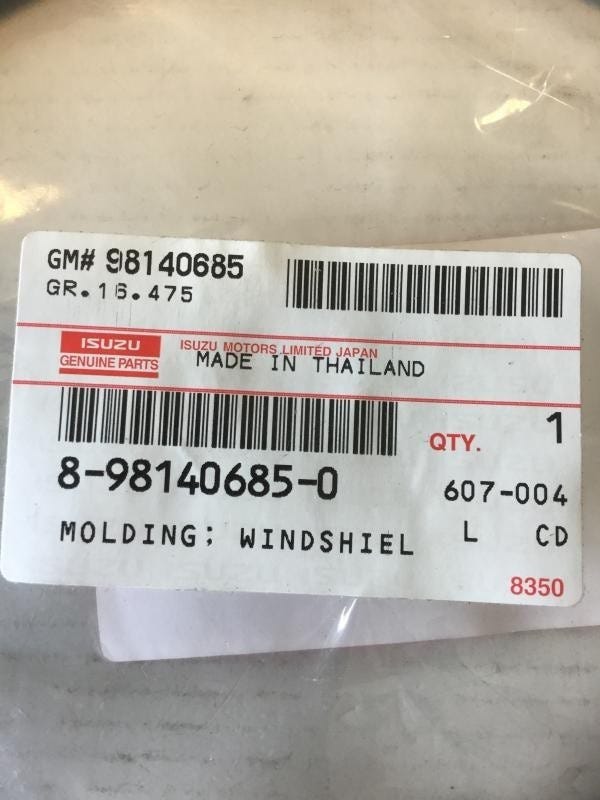 GM# 98140685
GR.16.475
ISUZU
GENUINE PARTS
ISUZU MOTORS LIMITED JAPAN
MADE IN THAILAND
QTY. 1
8-98140685-0
607-004
MOLDING; WINDSHIEL
L CD
8350